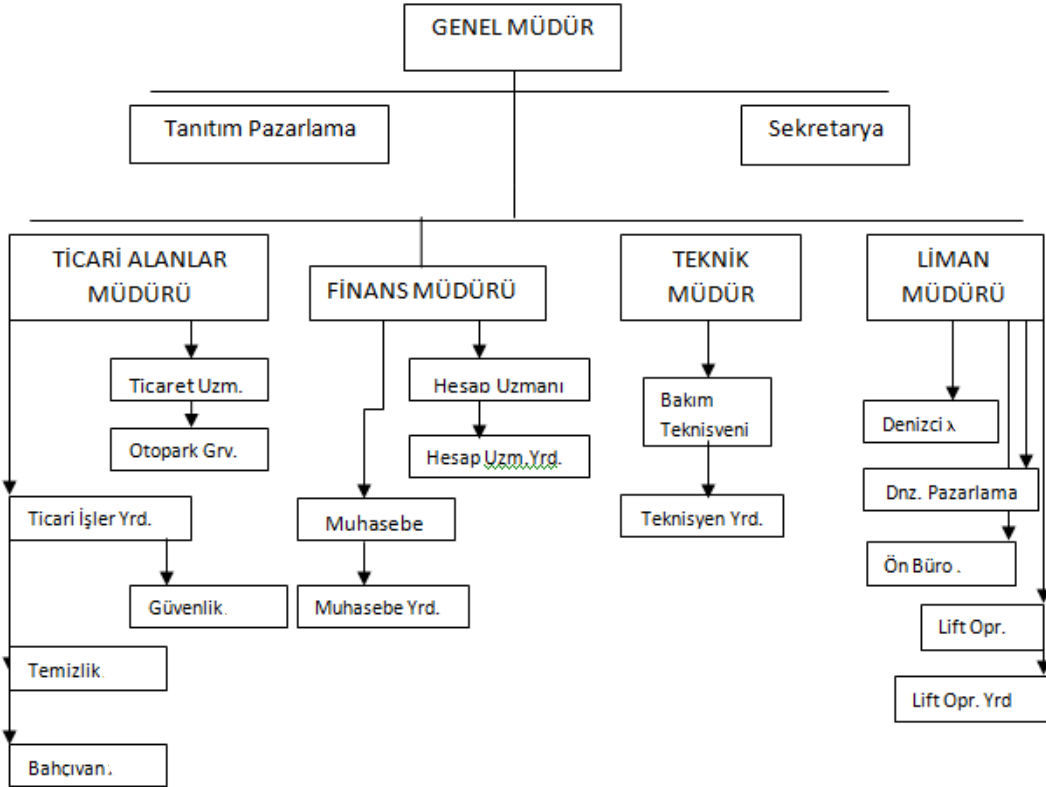 GENEL MÜDÜR
Tanıtım Pazarlama
Sekretarya
TİCARİ ALANLAR
MÜDÜRÜ
FİNANS MÜDÜRÜ
TEKNİK
MÜDÜR
LİMAN
MÜDÜRÜ
Ticaret Uzm.
Otopark Grv.
Ticari İşler Yrd.
Güvenlik
Temizlik
Bahçıvan .
Hesap Uzmanı
Hesap Uzm.Yrd.
Muhasebe
Muhasebe Yrd.
Bakım
Teknisyeni
Teknisyen Yrd.
Denizci
Dnz. Pazarlama
Ön Büro .
Lift Opr.
Lift Opr. Yrd